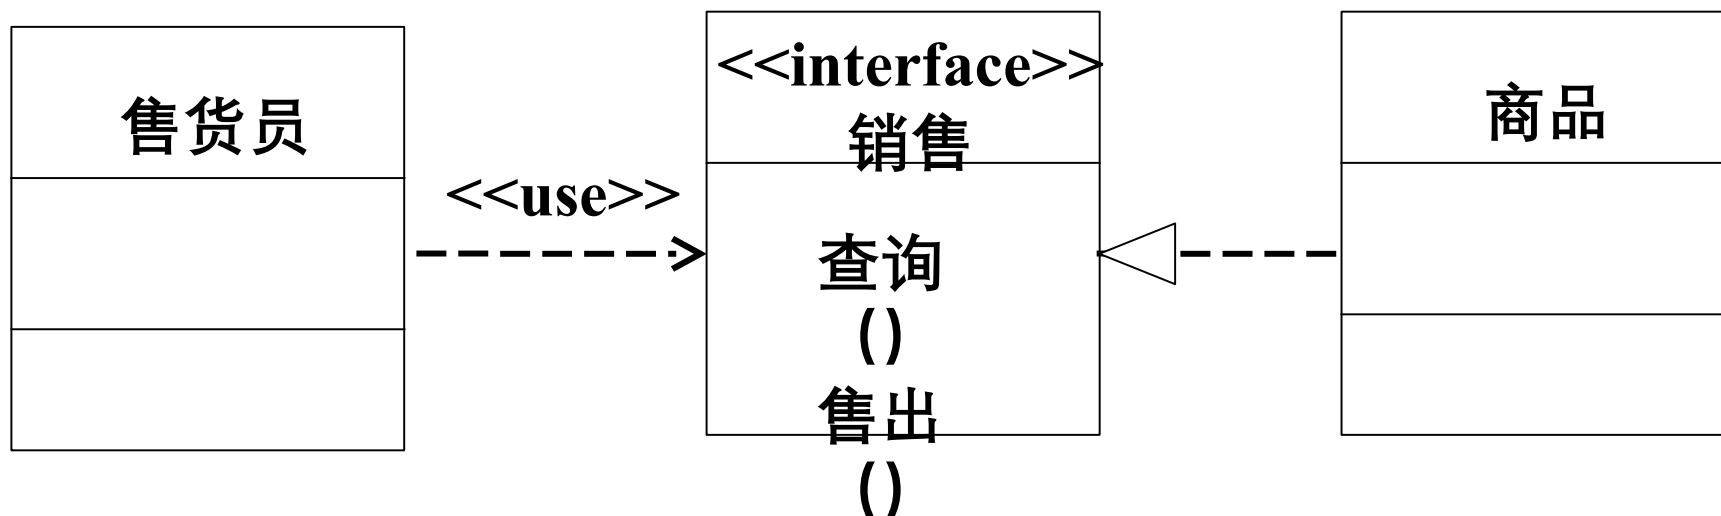 售货员
<<use>>
<<interface>>
销售
查询
()
售出
()
商品